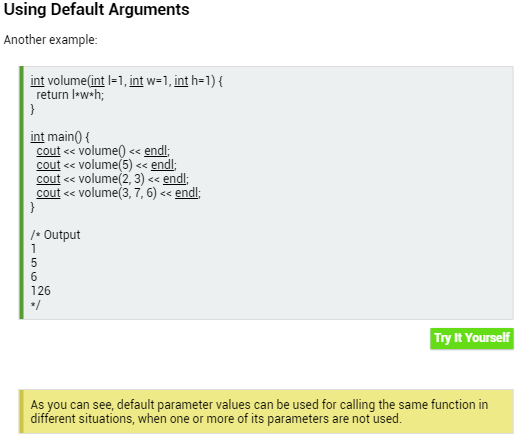 Using Default Arguments
Another example:
int volume(int l=1, int w=1, int h=1) {
return l*w*h;
}
int main() {
cout << volume() << endl;
cout << volume(5) << endl;
cout << volume(2, 3) << endl;
cout << volume(3, 7, 6) << endl;
}
/* Output
1
5
6
126
*/
Try It Yourself
As you can see, default parameter values can be used for calling the same function in
different situations, when one or more of its parameters are not used.